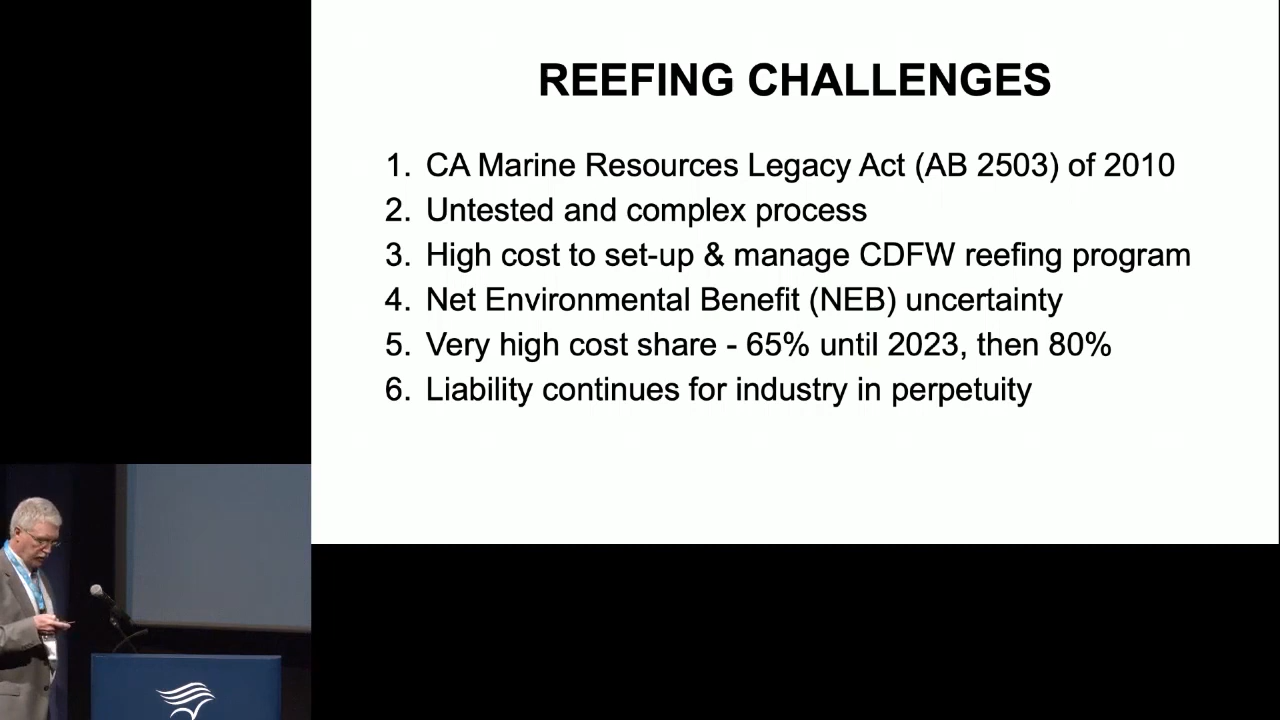 REEFING CHALLENGES
1. CA Marine Resources Legacy Act (AB 2503) of 2010
2. Untested and complex process
3. High cost to set-up & manage CDFW reefing program
4. Net Environmental Benefit (NEB) uncertainty
5. Very high cost share - 65% until 2023, then 80%
6. Liability continues for industry in perpetuity